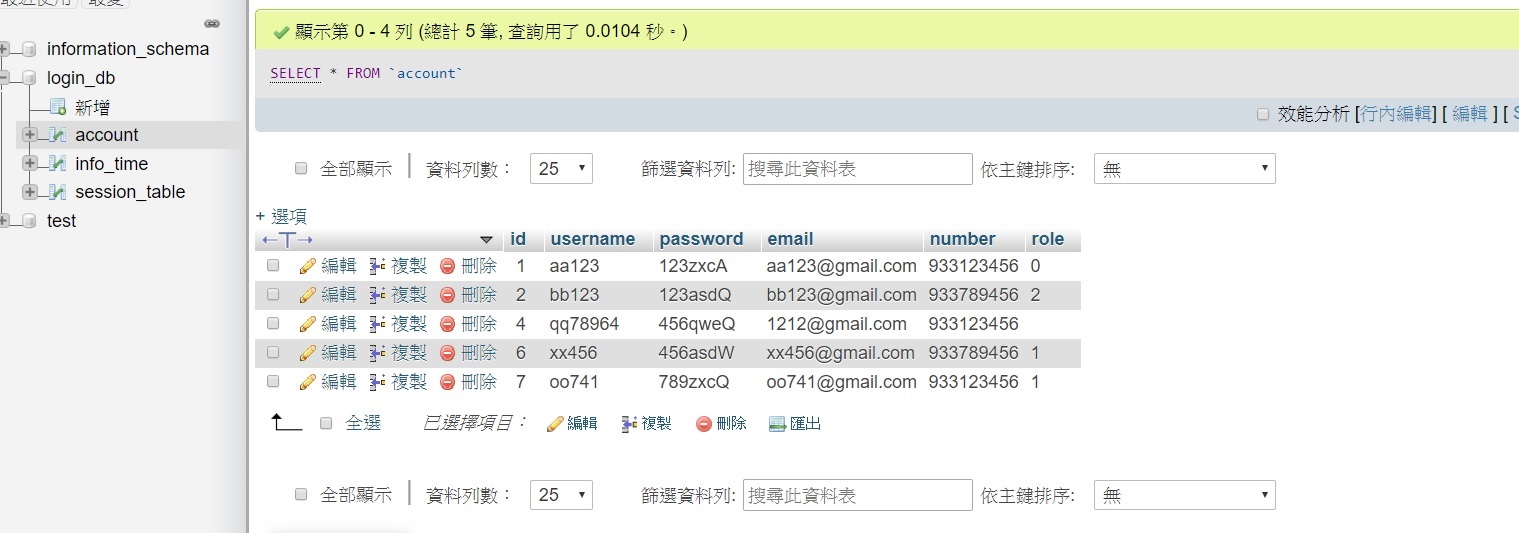 最近使用 最愛
information_schema
login_db
新增
account
info_time
session_table
test
顯示第 0 - 4 列 (總計 5 筆, 查詢用了 0.0104 秒。)
SELECT * FROM `account`
效能分析 [行內編輯] [ 編輯 ] [
全部顯示 | 資料列數： 25 篩選資料列: 搜尋此資料表 依主鍵排序: 無
+ 選項
←T→ id username password email number role
編輯 複製 刪除 1 aa123 123zxcA aa123@gmail.com 933123456 0
編輯 複製 刪除 2 bb123 123asdQ bb123@gmail.com 933789456 2
編輯 複製 刪除 4 qq78964 456qweQ 1212@gmail.com 933123456
編輯 複製 刪除 6 xx456 456asdW xx456@gmail.com 933789456 1
編輯 複製 刪除 7 oo741 789zxcQ oo741@gmail.com 933123456 1
全選 已選擇項目： 編輯 複製 刪除 匯出
全部顯示 | 資料列數： 25 篩選資料列: 搜尋此資料表 依主鍵排序: 無